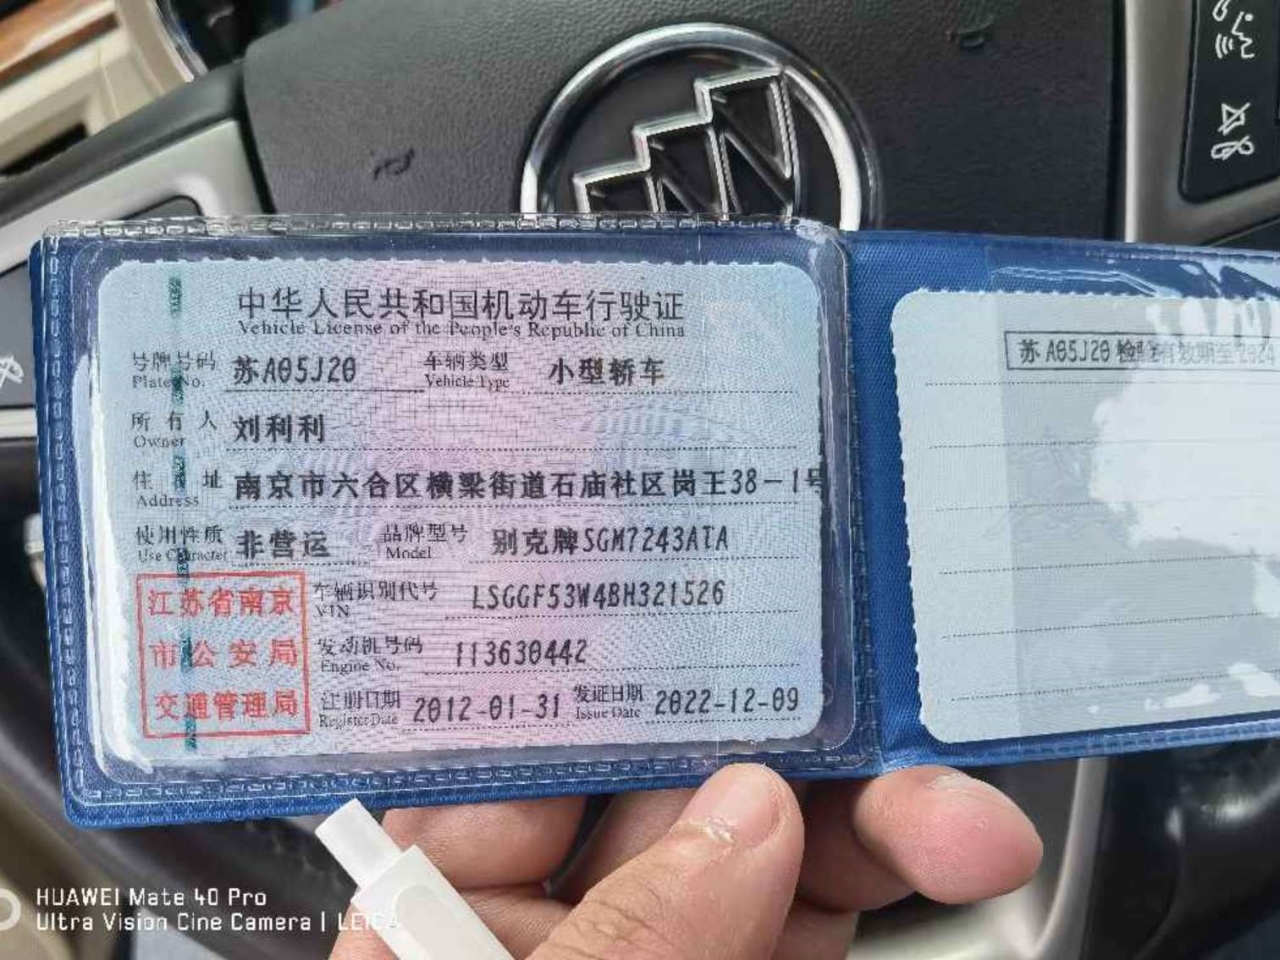 中华人民共和国机动车行驶证
Vehicle License of the People's Republic of China
号牌号码 苏A05J20 车辆类型 小型轿车
Plate No. Vehicle Type
所有人 刘利利
Owner
住址 南京市六合区横梁街道石庙社区岗王38-1号
Address
使用性质 非营运 品牌型号 别克牌SGM7243ATA
Use Character Model
江苏省南京
市公安局
交通管理局
车辆识别代号 LSGGF53W4BH321526
VIN
发动机号码 113630442
Engine No.
注册日期 2012-01-31 发证日期 2022-12-09
Register Date Issue Date
苏A05J20 检验有效期至2024
HUAWEI Mate 40 Pro
Ultra Vision Cine Camera | LEICA